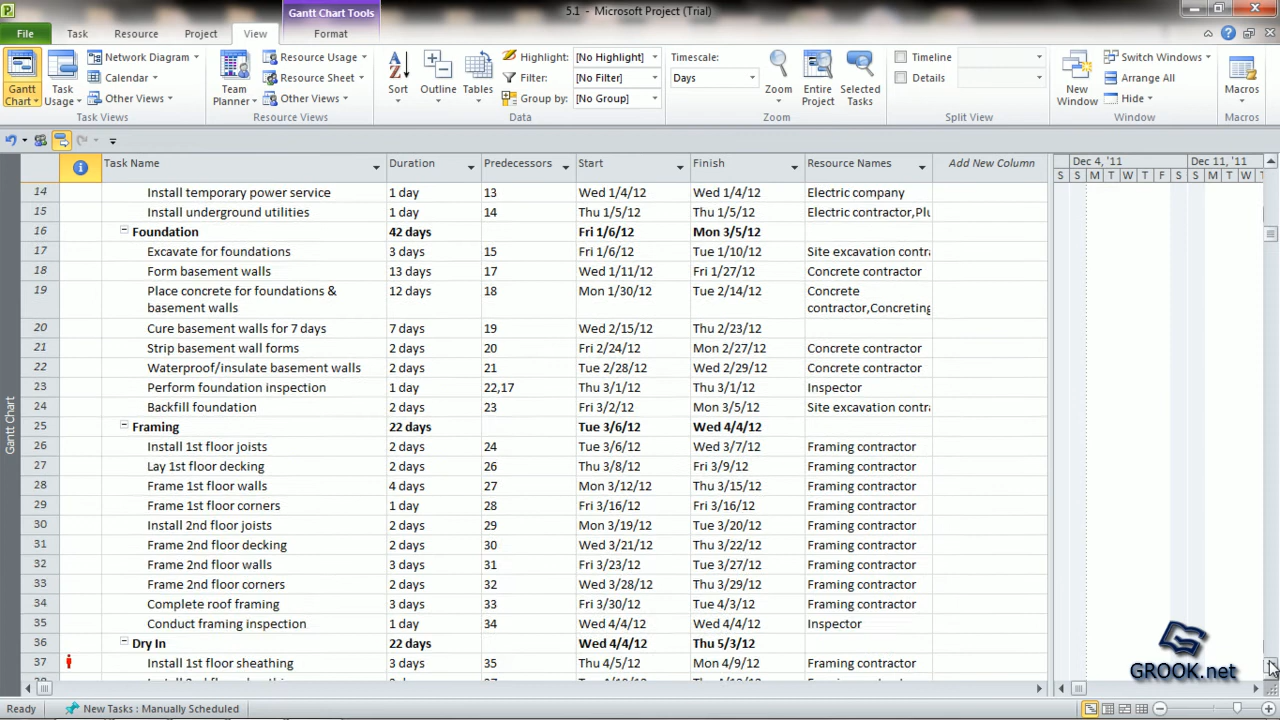 Gantt Chart Tools
5.1 - Microsoft Project (Trial)
File Task Resource Project View Format
Gantt Chart
Task Usage
Network Diagram
Calendar
Other Views
Task Views
Team Planner
Resource Usage
Resource Sheet
Other Views
Resource Views
Sort
Outline
Tables
Highlight: [No Highlight]
Filter: [No Filter]
Group by: [No Group]
Data
Timescale:
Days
Zoom
Entire Project
Selected Tasks
Zoom
Timeline
Details
Split View
New Window
Switch Windows
Arrange All
Hide
Window
Macros
Macros
Task Name Duration Predecessors Start Finish Resource Names Add New Column
Dec 4, '11 Dec 11, '11
S S M T W T F S S M T W
14 Install temporary power service 1 day 13 Wed 1/4/12 Wed 1/4/12 Electric company
15 Install underground utilities 1 day 14 Thu 1/5/12 Thu 1/5/12 Electric contractor,Plu
16 Foundation 42 days Fri 1/6/12 Mon 3/5/12
17 Excavate for foundations 3 days 15 Fri 1/6/12 Tue 1/10/12 Site excavation contr
18 Form basement walls 13 days 17 Wed 1/11/12 Fri 1/27/12 Concrete contractor
19 Place concrete for foundations & 12 days 18 Mon 1/30/12 Tue 2/14/12 Concrete
basement walls contractor,Concreting
20 Cure basement walls for 7 days 7 days 19 Wed 2/15/12 Thu 2/23/12
21 Strip basement wall forms 2 days 20 Fri 2/24/12 Mon 2/27/12 Concrete contractor
22 Waterproof/insulate basement walls 2 days 21 Tue 2/28/12 Wed 2/29/12 Concrete contractor
23 Perform foundation inspection 1 day 22,17 Thu 3/1/12 Thu 3/1/12 Inspector
24 Backfill foundation 2 days 23 Fri 3/2/12 Mon 3/5/12 Site excavation contr
25 Framing 22 days Tue 3/6/12 Wed 4/4/12
26 Install 1st floor joists 2 days 24 Tue 3/6/12 Wed 3/7/12 Framing contractor
27 Lay 1st floor decking 2 days 26 Thu 3/8/12 Fri 3/9/12 Framing contractor
28 Frame 1st floor walls 4 days 27 Mon 3/12/12 Thu 3/15/12 Framing contractor
29 Frame 1st floor corners 1 day 28 Fri 3/16/12 Fri 3/16/12 Framing contractor
30 Install 2nd floor joists 2 days 29 Mon 3/19/12 Tue 3/20/12 Framing contractor
31 Frame 2nd floor decking 2 days 30 Wed 3/21/12 Thu 3/22/12 Framing contractor
32 Frame 2nd floor walls 3 days 31 Fri 3/23/12 Tue 3/27/12 Framing contractor
33 Frame 2nd floor corners 2 days 32 Wed 3/28/12 Thu 3/29/12 Framing contractor
34 Complete roof framing 3 days 33 Fri 3/30/12 Tue 4/3/12 Framing contractor
35 Conduct framing inspection 1 day 34 Wed 4/4/12 Wed 4/4/12 Inspector
36 Dry In 22 days Wed 4/4/12 Thu 5/3/12
37 Install 1st floor sheathing 3 days 35 Thu 4/5/12 Mon 4/9/12 Framing contractor
Gantt Chart
GROOK.net
Ready New Tasks : Manually Scheduled